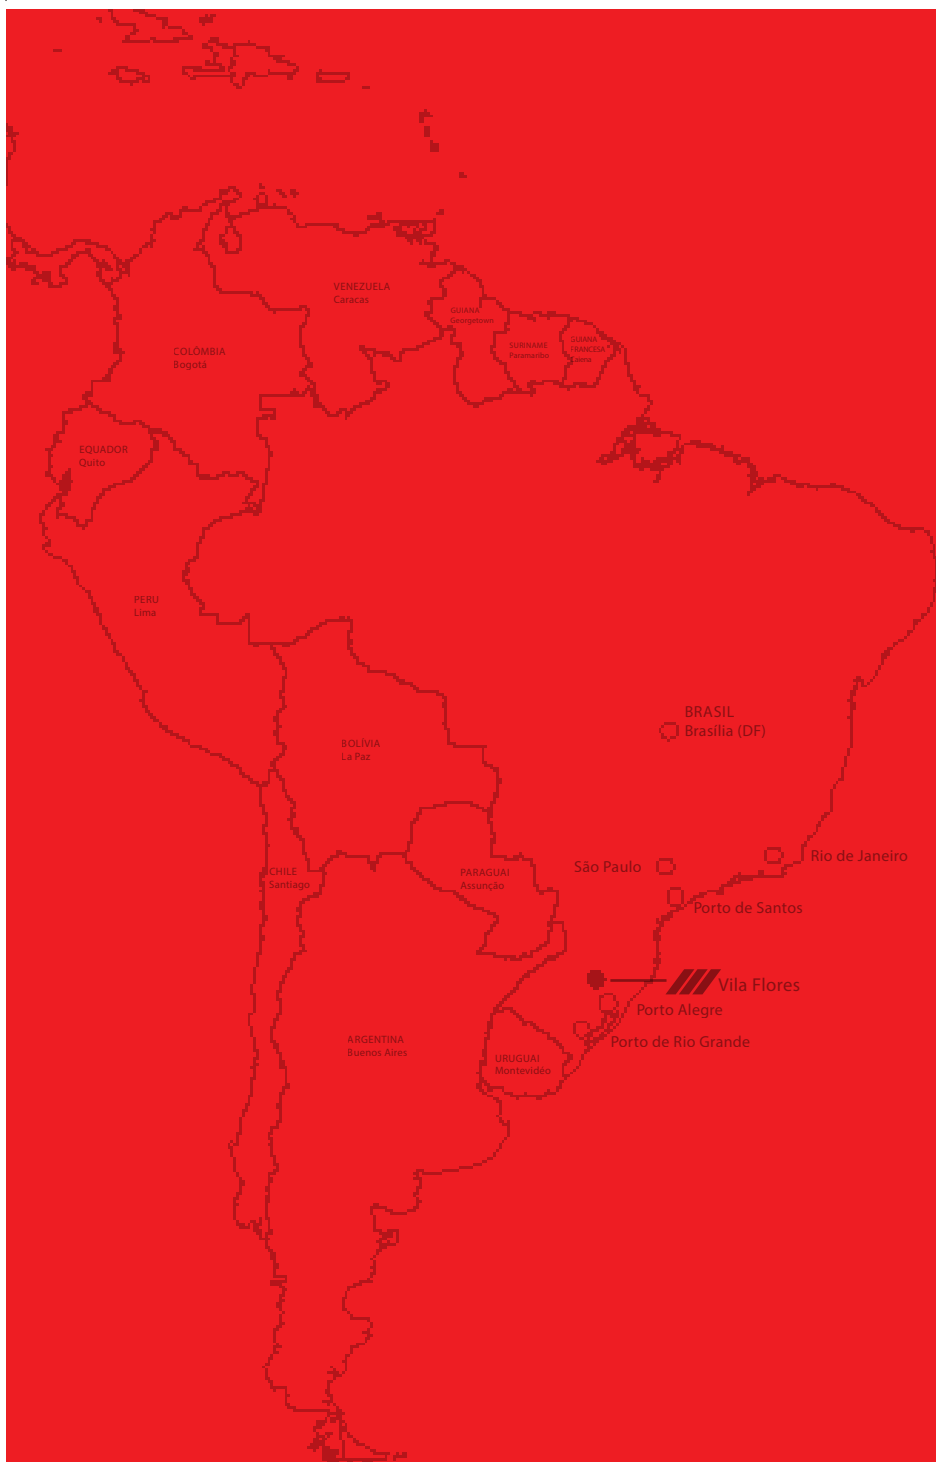 VENEZUELA
Caracas
GUIANA
Georgetown
SURINAME
Paramaribo
GUIANA
FRANCESA
Caiena
COLÔMBIA
Bogotá
EQUADOR
Quito
PERU
Lima
BRASIL
Brasília (DF)
BOLÍVIA
La Paz
Rio de Janeiro
São Paulo
CHILE
Santiago
PARAGUAI
Assunção
Porto de Santos
Vila Flores
Porto Alegre
ARGENTINA
Buenos Aires
Porto de Rio Grande
URUGUAI
Montevidéo